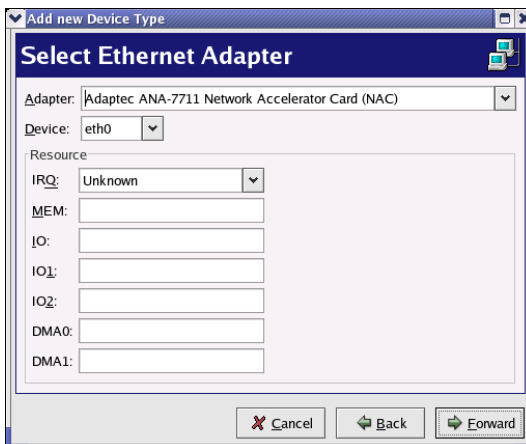 Add new Device Type
Select Ethernet Adapter
Adapter: Adaptec ANA-7711 Network Accelerator Card (NAC)
Device: eth0
Resource
IRQ: Unknown
MEM:
IO:
IO1:
IO2:
DMA0:
DMA1:
Cancel Back Forward